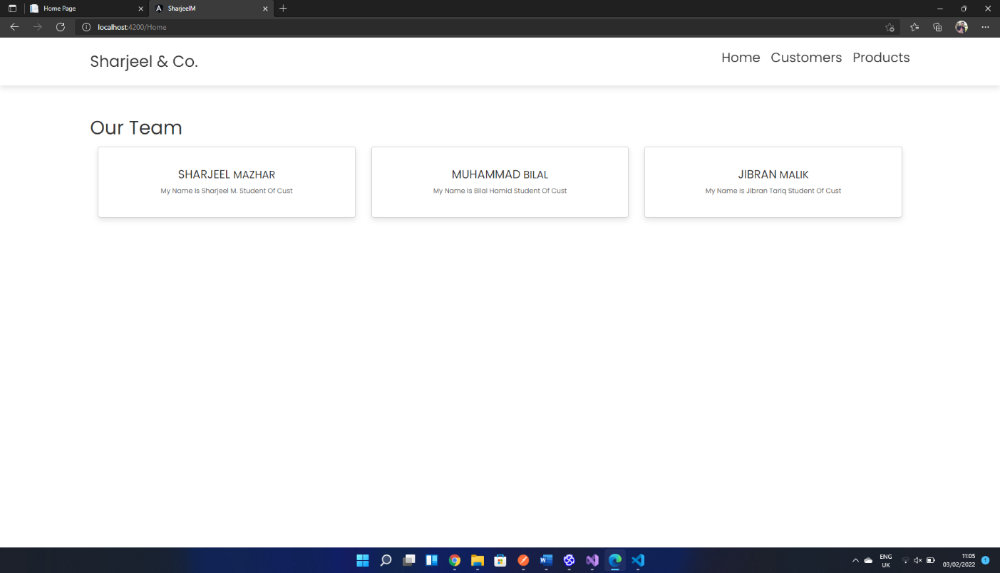 Home Page
SharjeelM
localhost:4200/Home
Sharjeel & Co.
Home Customers Products
Our Team
SHARJEEL MAZHAR
My Name Is Sharjeel M. Student Of Cust
MUHAMMAD BILAL
My Name Is Bilal Hamid Student Of Cust
JIBRAN MALIK
My Name Is Jibran Tariq Student Of Cust
ENG
UK
11:05
03/02/2022
1